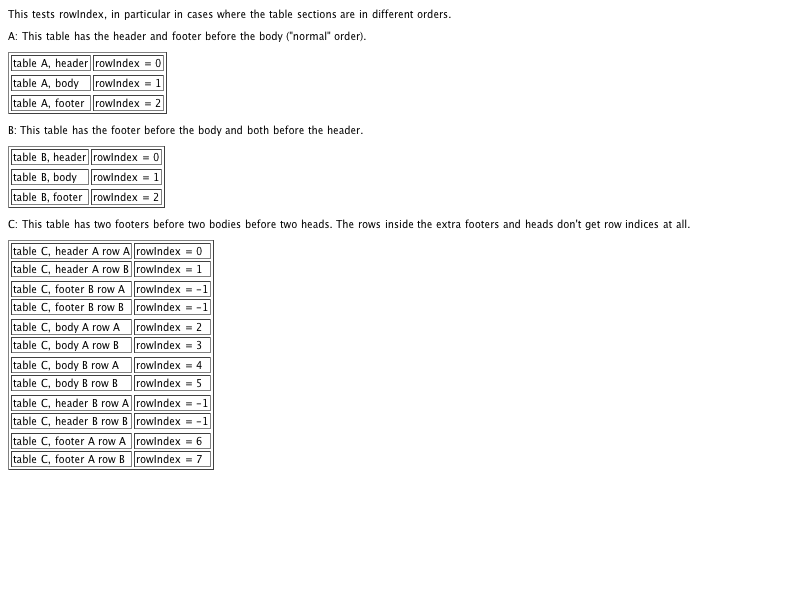 This tests rowIndex, in particular in cases where the table sections are in different orders.
A: This table has the header and footer before the body ("normal" order).
table A, header rowIndex = 0
table A, body rowIndex = 1
table A, footer rowIndex = 2
B: This table has the footer before the body and both before the header.
table B, header rowIndex = 0
table B, body rowIndex = 1
table B, footer rowIndex = 2
C: This table has two footers before two bodies before two heads. The rows inside the extra footers and heads don't get row indices at all.
table C, header A row A rowIndex = 0
table C, header A row B rowIndex = 1
table C, footer B row A rowIndex = -1
table C, footer B row B rowIndex = -1
table C, body A row A rowIndex = 2
table C, body A row B rowIndex = 3
table C, body B row A rowIndex = 4
table C, body B row B rowIndex = 5
table C, header B row A rowIndex = -1
table C, header B row B rowIndex = -1
table C, footer A row A rowIndex = 6
table C, footer A row B rowIndex = 7